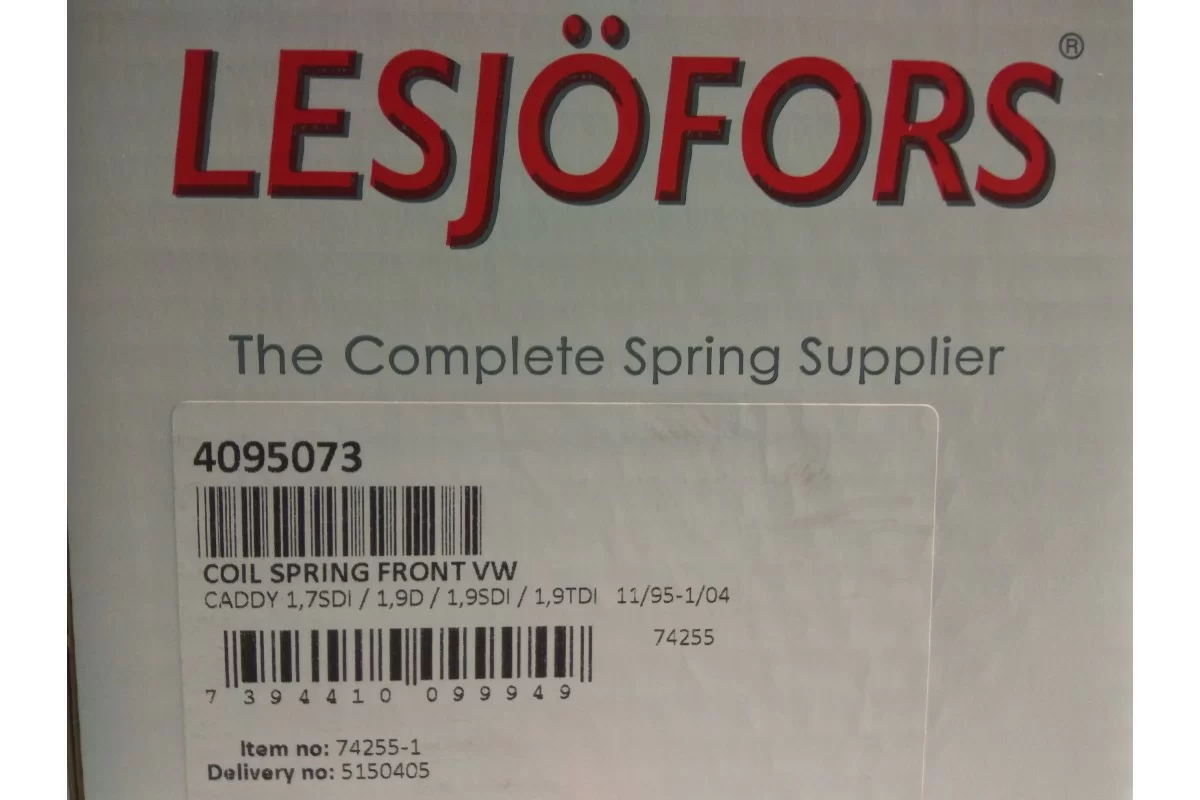 LESJÖFORS®
The Complete Spring Supplier
4095073
COIL SPRING FRONT VW
CADDY 1,7SDI / 1,9D / 1,9SDI / 1,9TDI 11/95-1/04
74255
7 394410 099949
Item no: 74255-1
Delivery no: 5150405